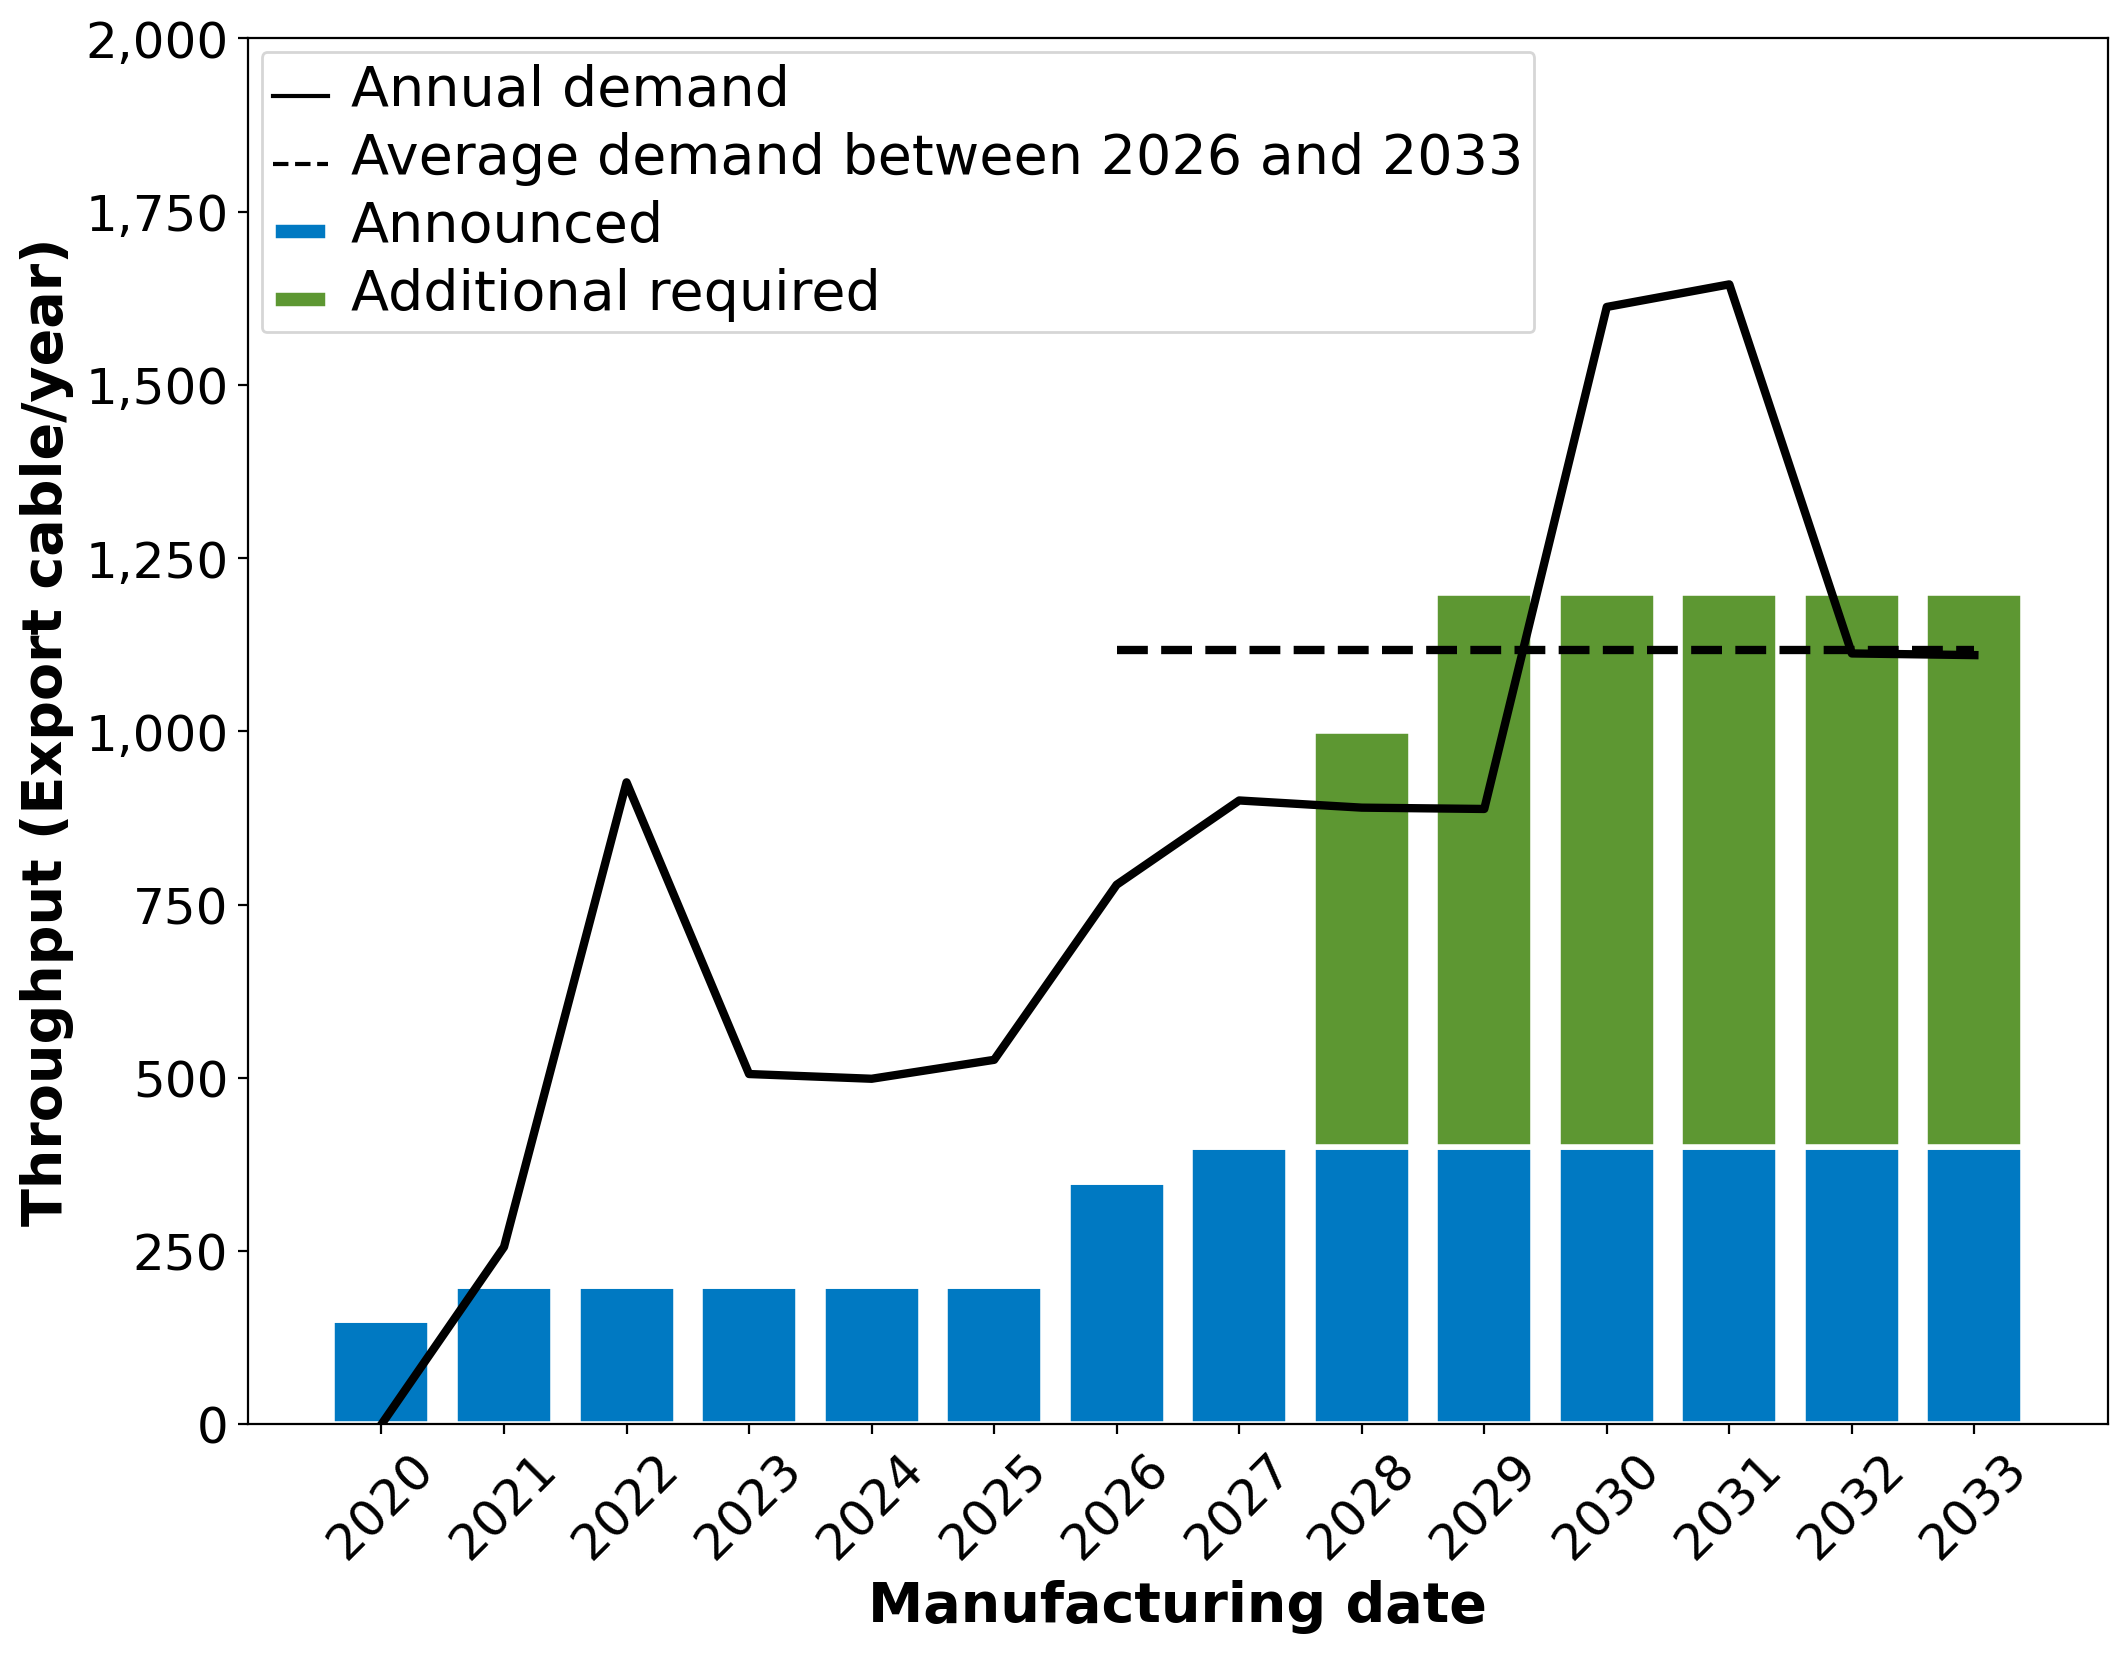 Annual demand
Average demand between 2026 and 2033
Announced
Additional required
Throughput (Export cable/year)
2,000
1,750
1,500
1,250
1,000
750
500
250
0
2020 2021 2022 2023 2024 2025 2026 2027 2028 2029 2030 2031 2032 2033
Manufacturing date